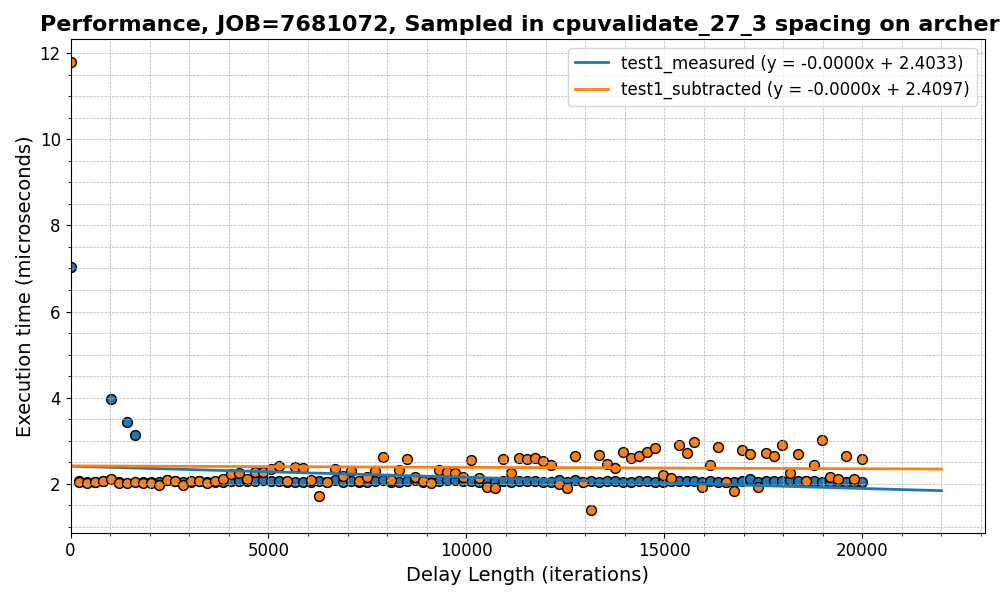 Performance, JOB=7681072, Sampled in cpuvalidate_27_3 spacing on archer
test1_measured (y = -0.0000x + 2.4033)
test1_subtracted (y = -0.0000x + 2.4097)
Execution time (microseconds)
12
10
8
6
4
2
0
5000
10000
15000
20000
Delay Length (iterations)